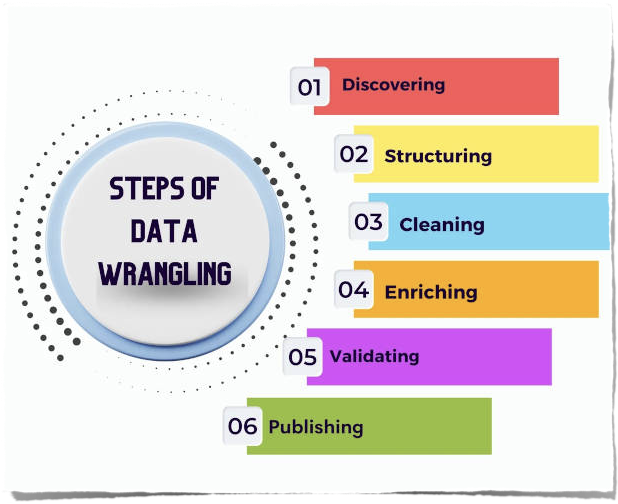 STEPS OF
DATA
WRANGLING
01 Discovering
02 Structuring
03 Cleaning
04 Enriching
05 Validating
06 Publishing